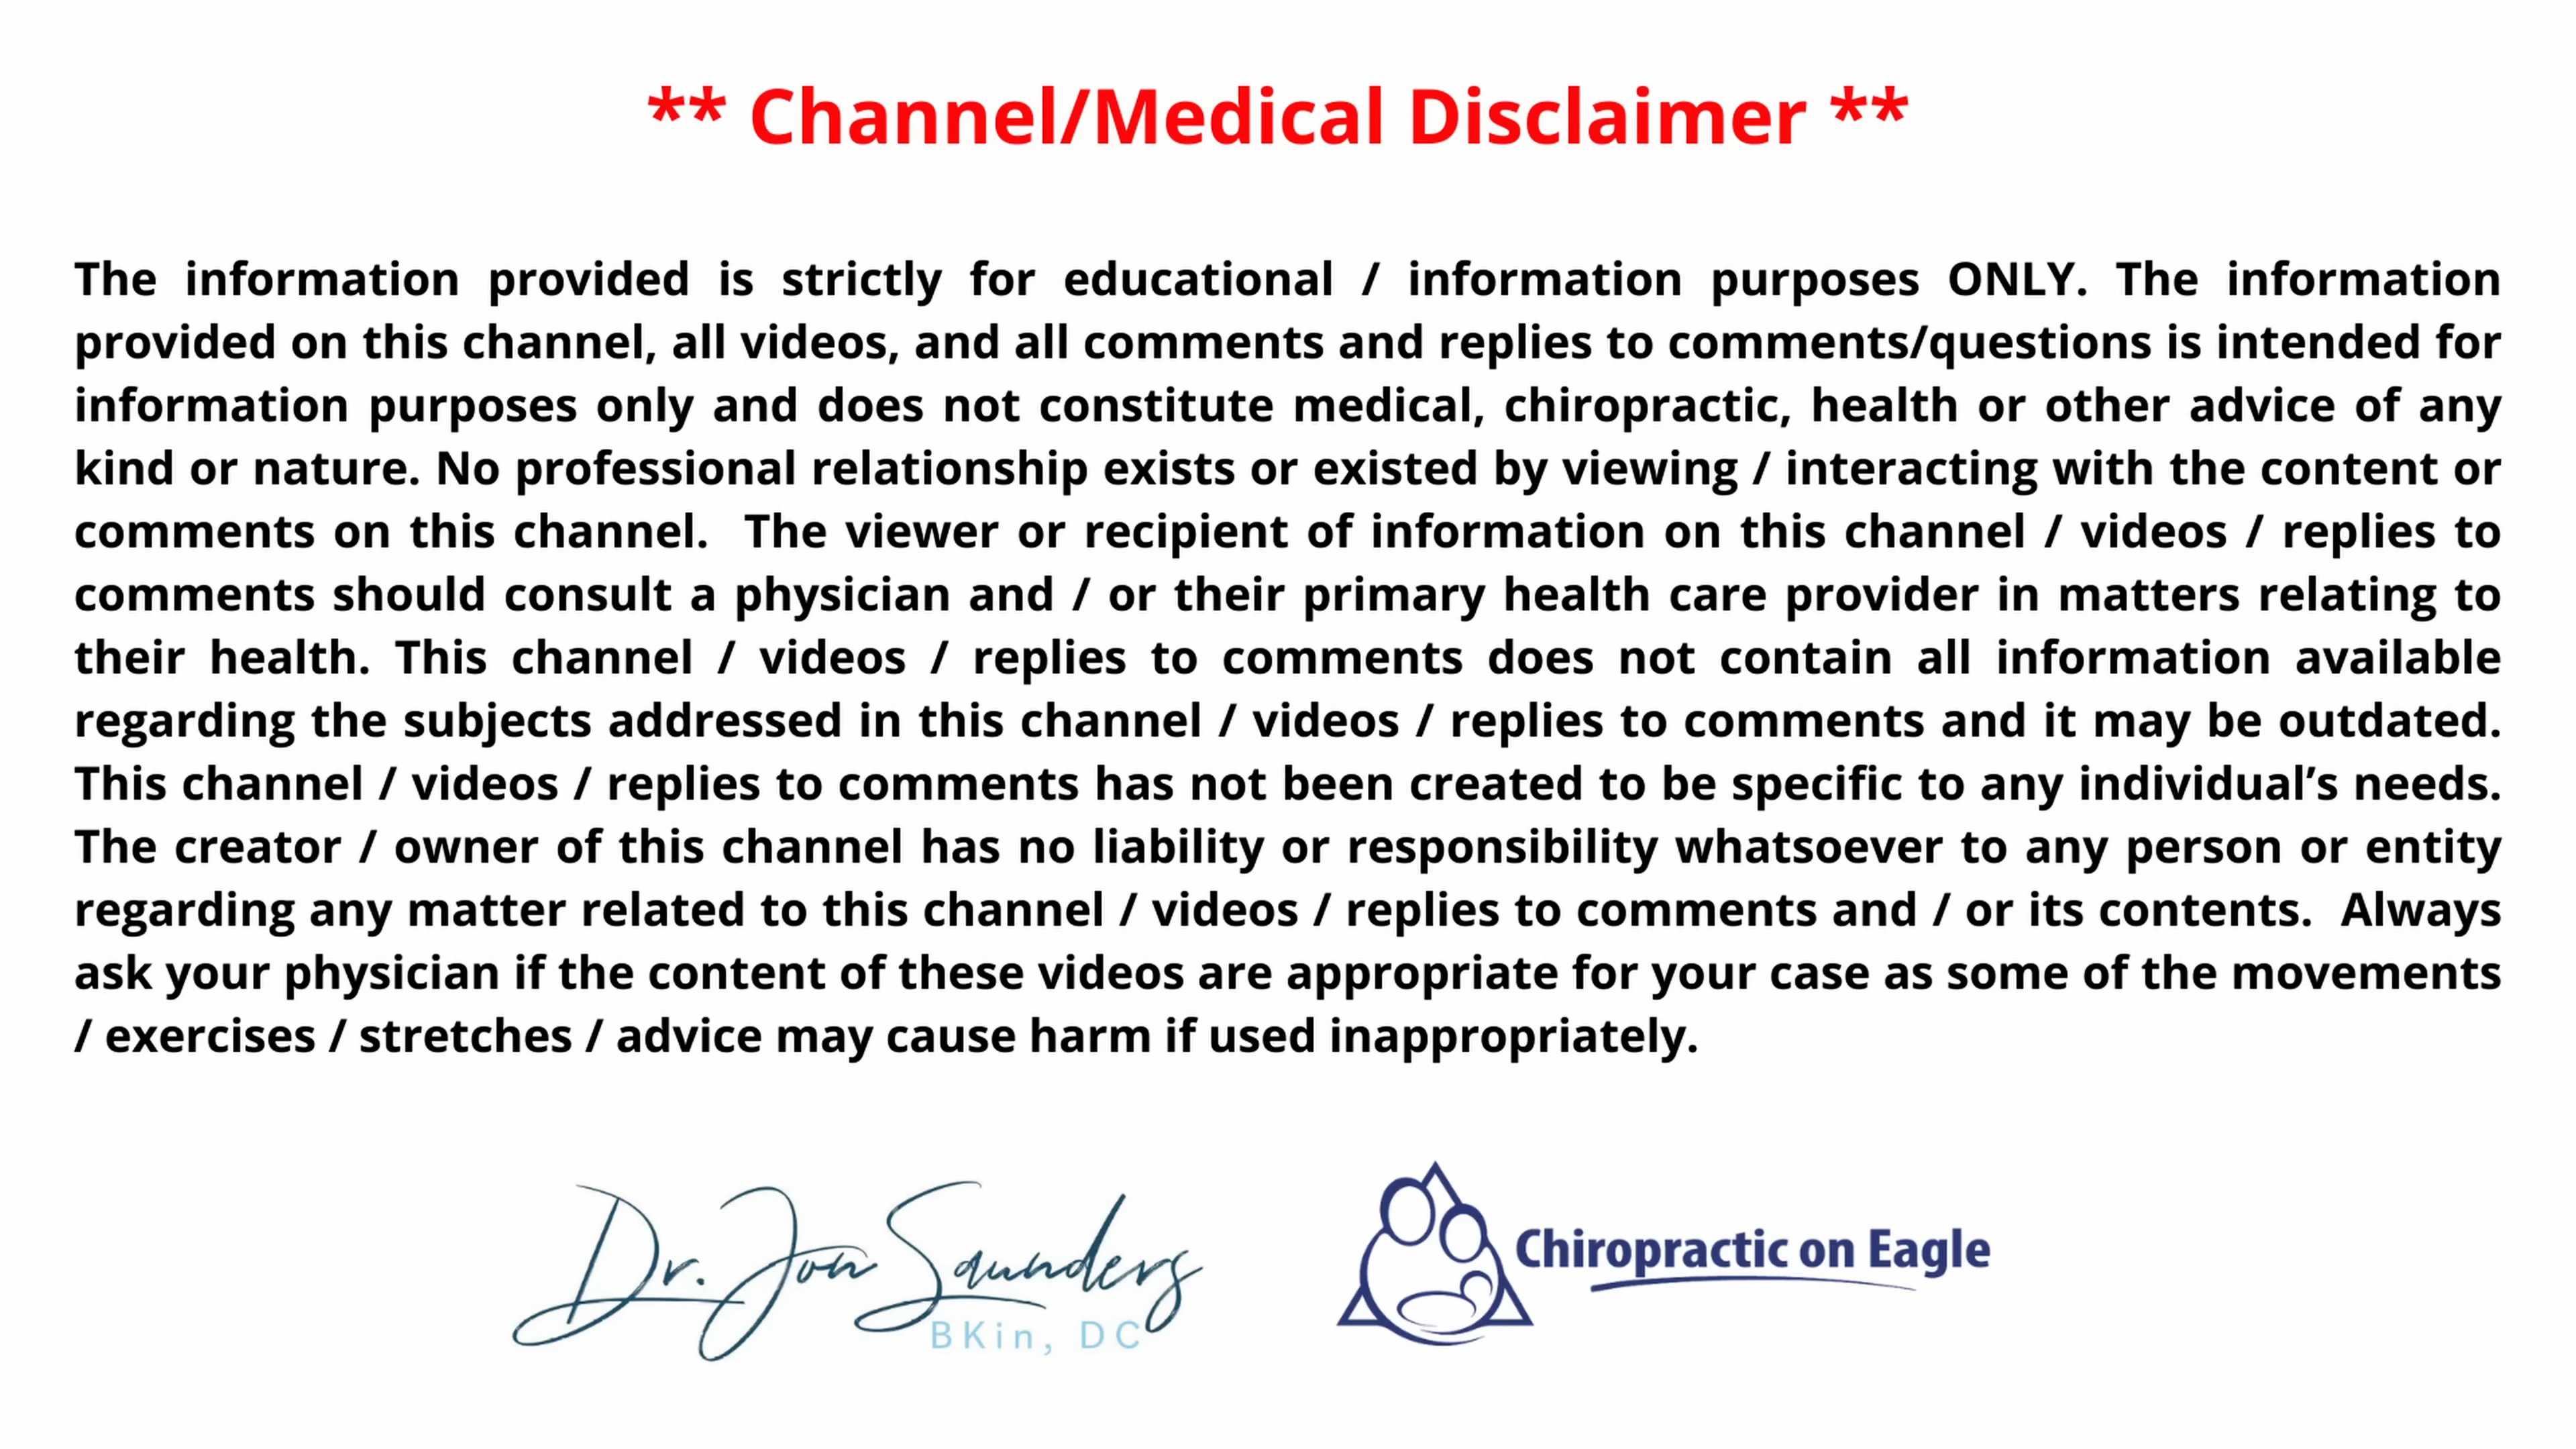 ** Channel/Medical Disclaimer **
The information provided is strictly for educational / information purposes ONLY. The information
provided on this channel, all videos, and all comments and replies to comments/questions is intended for
information purposes only and does not constitute medical, chiropractic, health or other advice of any
kind or nature. No professional relationship exists or existed by viewing / interacting with the content or
comments on this channel.  The viewer or recipient of information on this channel / videos / replies to
comments should consult a physician and / or their primary health care provider in matters relating to
their health. This channel / videos / replies to comments does not contain all information available
regarding the subjects addressed in this channel / videos / replies to comments and it may be outdated.
This channel / videos / replies to comments has not been created to be specific to any individual’s needs.
The creator / owner of this channel has no liability or responsibility whatsoever to any person or entity
regarding any matter related to this channel / videos / replies to comments and / or its contents.  Always
ask your physician if the content of these videos are appropriate for your case as some of the movements
/ exercises / stretches / advice may cause harm if used inappropriately.
Dr. Jon Saunders
BKin, DC
Chiropractic on Eagle